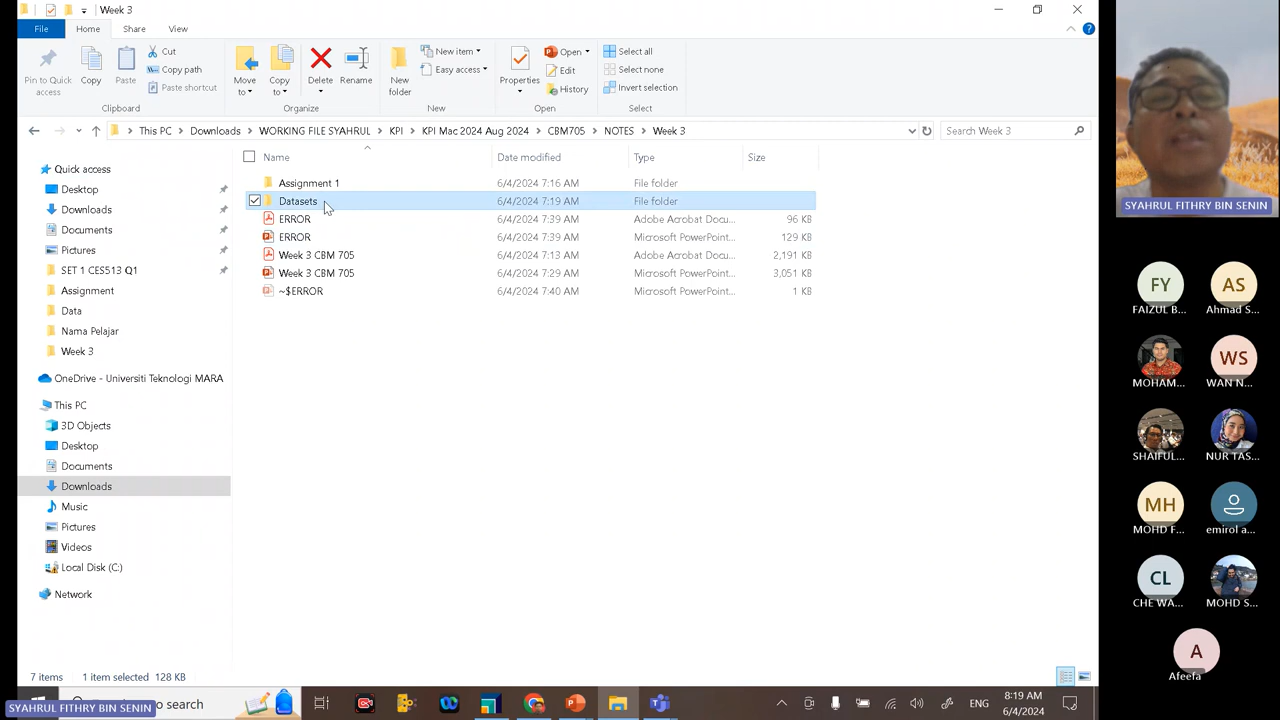 Week 3
File
Home
Share
View
Pin to Quick access
Copy
Paste
Cut
Copy path
Paste shortcut
Clipboard
Move to
Copy to
Delete
Rename
Organize
New folder
New item
Easy access
New
Properties
Open
Edit
History
Open
Select all
Select none
Invert selection
Select
This PC
Downloads
WORKING FILE SYAHRUL
KPI
KPI Mac 2024 Aug 2024
CBM705
NOTES
Week 3
Search Week 3
Quick access
Desktop
Downloads
Documents
Pictures
SET 1 CES513 Q1
Assignment
Data
Nama Pelajar
Week 3
OneDrive - Universiti Teknologi MARA
This PC
3D Objects
Desktop
Documents
Downloads
Music
Pictures
Videos
Local Disk (C:)
Network
Name Date modified Type Size
Assignment 1 6/4/2024 7:16 AM File folder
Datasets 6/4/2024 7:19 AM File folder
ERROR 6/4/2024 7:39 AM Adobe Acrobat Docu... 96 KB
ERROR 6/4/2024 7:39 AM Microsoft PowerPoint... 129 KB
Week 3 CBM 705 6/4/2024 7:13 AM Adobe Acrobat Docu... 2,191 KB
Week 3 CBM 705 6/4/2024 7:29 AM Microsoft PowerPoint... 3,051 KB
~$ERROR 6/4/2024 7:40 AM Microsoft PowerPoint... 1 KB
7 items 1 item selected 128 KB
SYAHRUL FITHRY BIN SENIN
search
ENG
8:19 AM
6/4/2024
SYAHRUL FITHRY BIN SENIN
FY
FAIZUL B...
AS
Ahmad S...
MOHAM...
WS
WAN N...
SHAIFUL...
NUR TAS...
MH
MOHD F...
emirol a...
CL
CHE WA...
MOHD S...
A
Afeefa